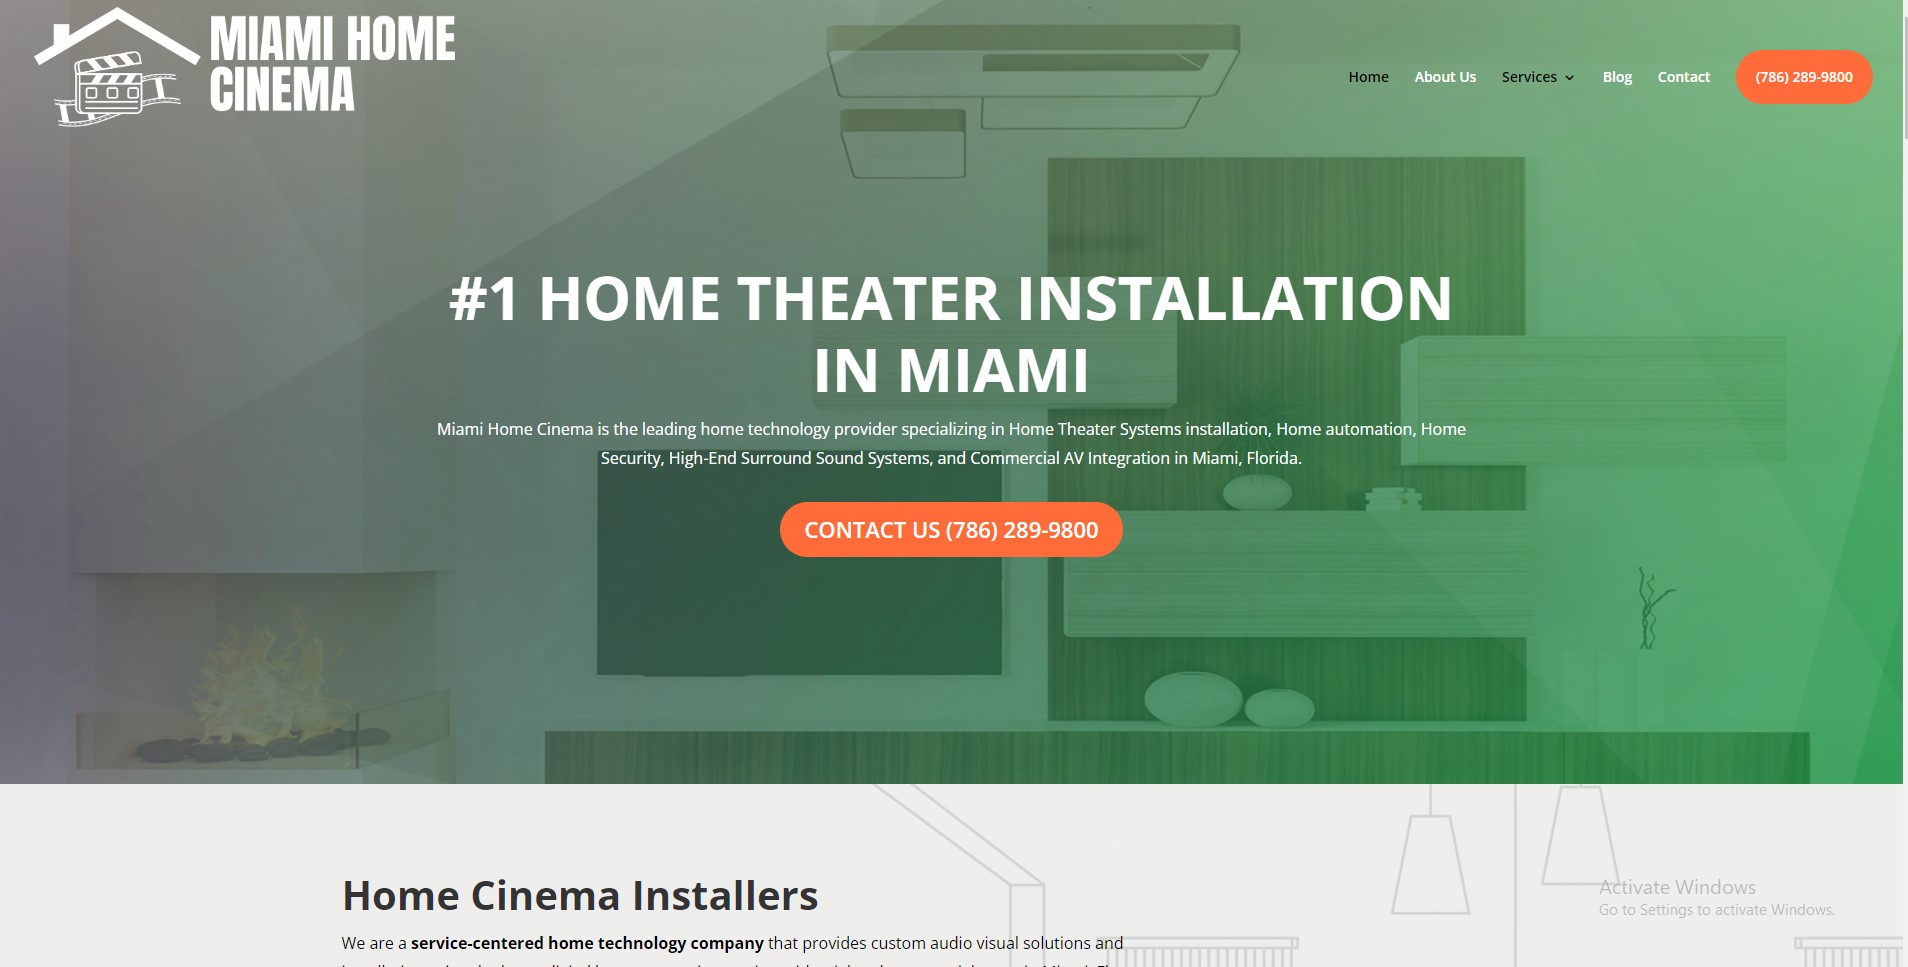 MIAMI HOME
CINEMA
Home
About Us
Services
Blog
Contact
(786) 289-9800
#1 HOME THEATER INSTALLATION
IN MIAMI
Miami Home Cinema is the leading home technology provider specializing in Home Theater Systems installation, Home automation, Home
Security, High-End Surround Sound Systems, and Commercial AV Integration in Miami, Florida.
CONTACT US (786) 289-9800
Home Cinema Installers
We are a service-centered home technology company that provides custom audio visual solutions and
Activate Windows
Go to Settings to activate Windows.